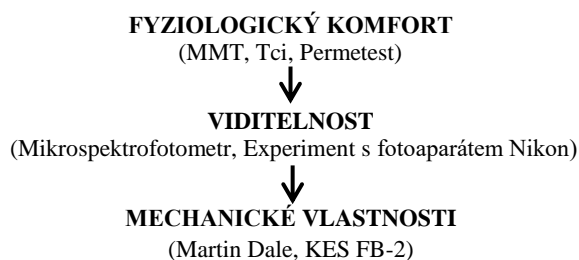 FYZIOLOGICKÝ KOMFORT
(MMT, Tci, Permetest)
VIDITELNOST
(Mikrospektrofotometr, Experiment s fotoaparátem Nikon)
MECHANICKÉ VLASTNOSTI
(Martin Dale, KES FB-2)